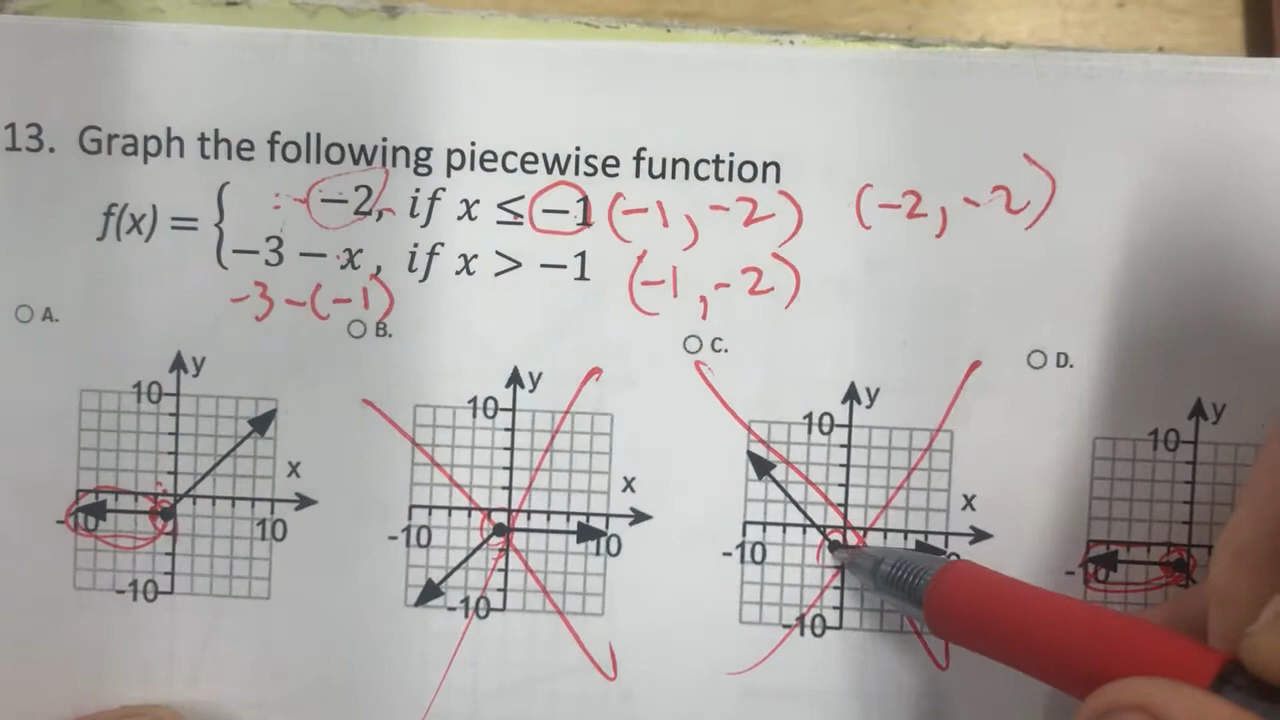 13. Graph the following piecewise function
f(x) = { −2, if x ≤ −1 (-1, -2) (-2, -2)
−3 − x, if x > −1 (-1, -2)
-3-(-1)
A.
B.
C.
D.
y
10
x
-10
10
-10
y
10
x
-10
10
-10
y
10
x
-10
-10
y
10